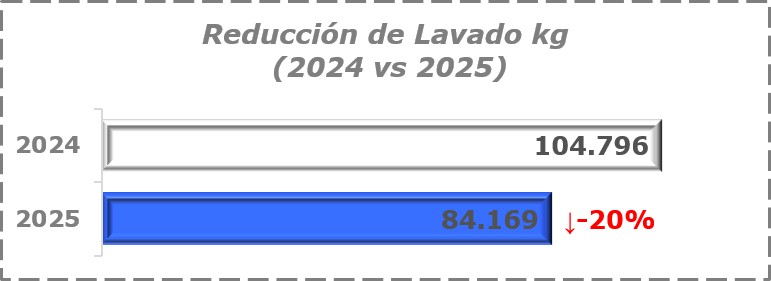 Reducción de Lavado kg
(2024 vs 2025)
2024 104.796
2025 84.169 ↓-20%